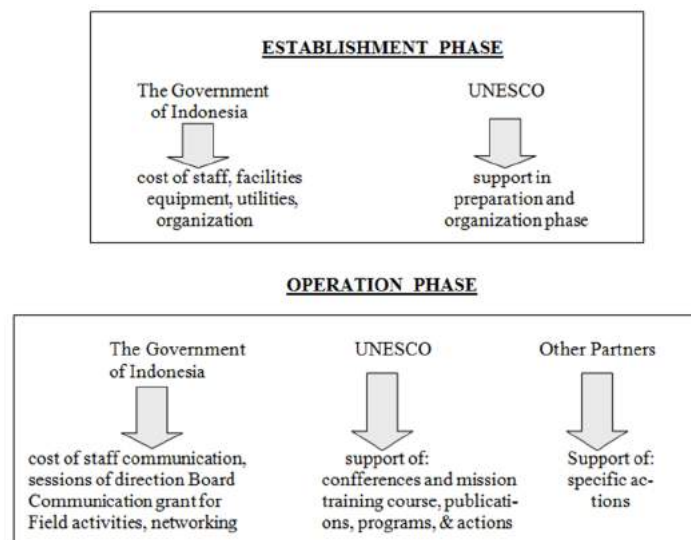 ESTABLISHMENT PHASE
The Government
of Indonesia
cost of staff, facilities
equipment, utilities,
organization
UNESCO
support in
preparation and
organization phase
OPERATION PHASE
The Government
of Indonesia
cost of staff communication,
sessions of direction Board
Communication grant for
Field activities, networking
UNESCO
support of:
confferences and mission
training course, publicati-
ons, programs, & actions
Other Partners
Support of:
specific ac-
tions